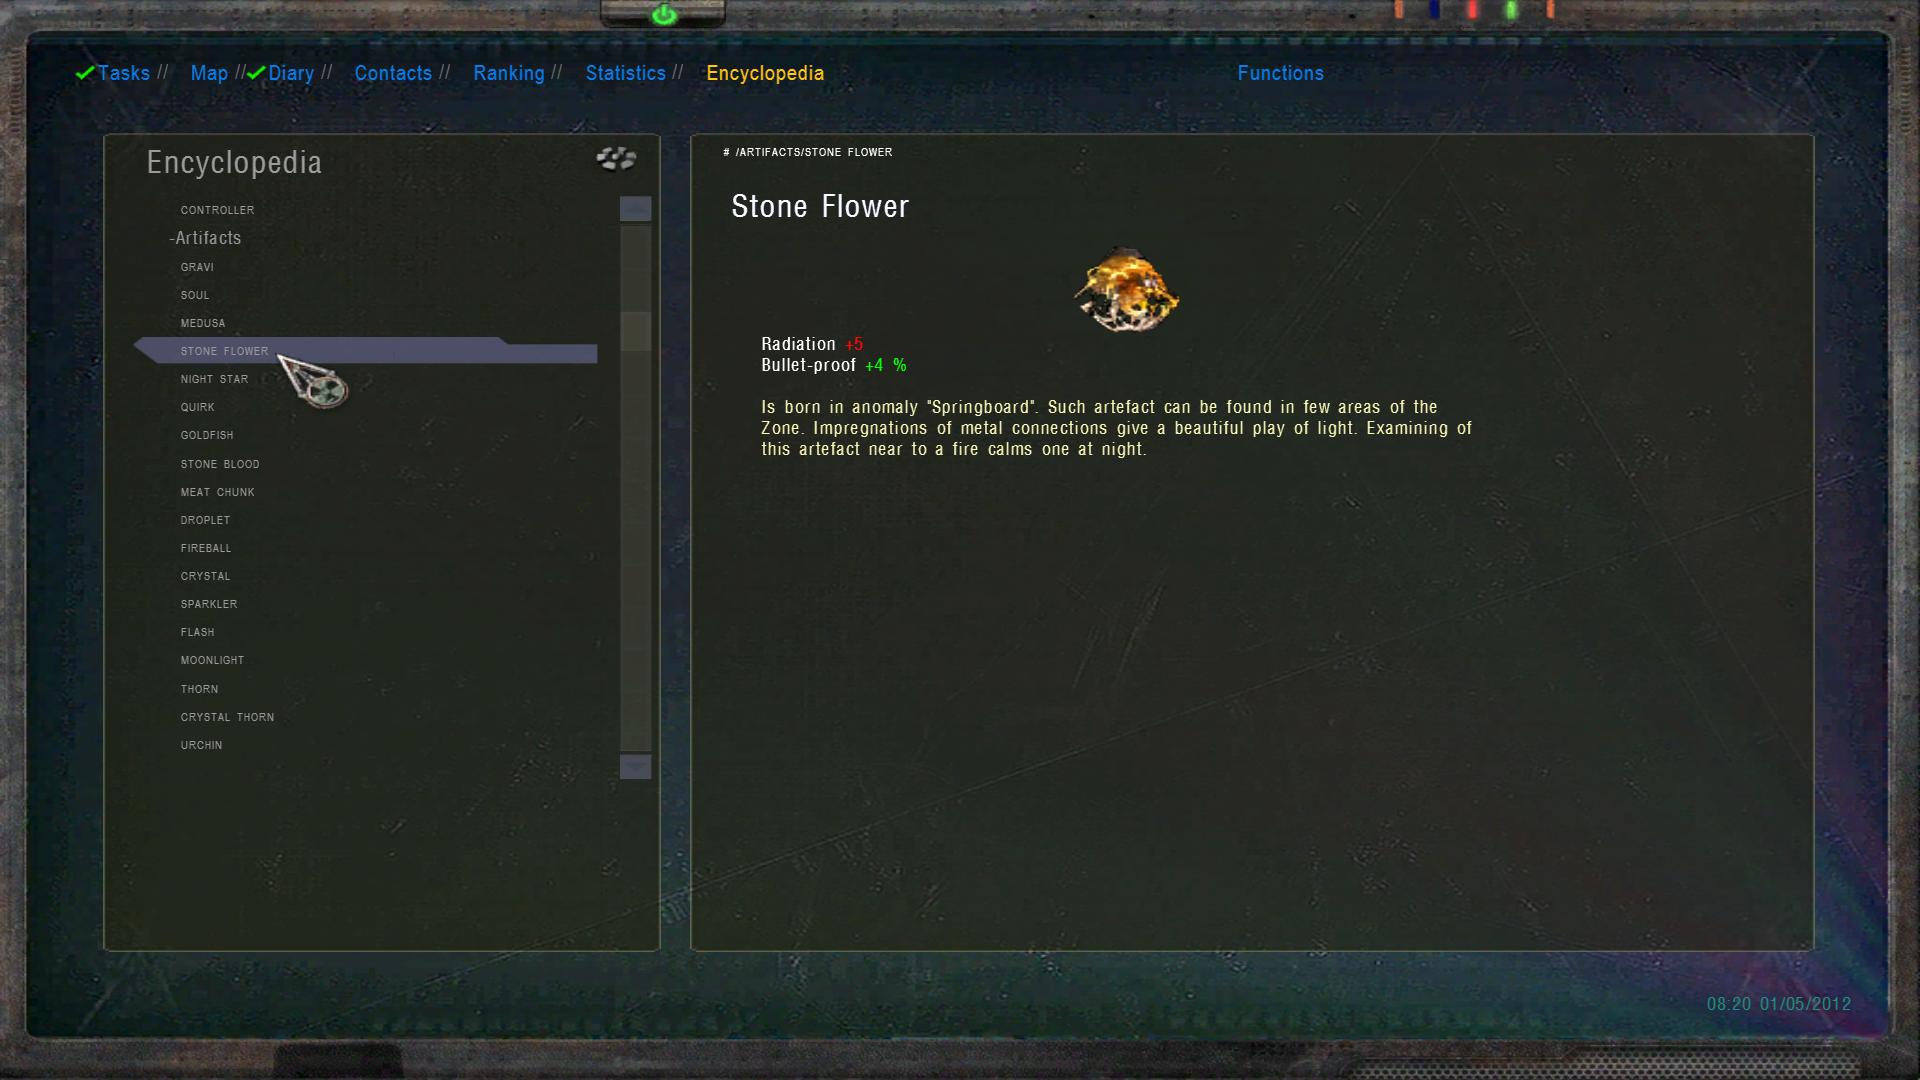 Tasks // Map // Diary // Contacts // Ranking // Statistics // Encyclopedia Functions
Encyclopedia
CONTROLLER
-Artifacts
GRAVI
SOUL
MEDUSA
STONE FLOWER
NIGHT STAR
QUIRK
GOLDFISH
STONE BLOOD
MEAT CHUNK
DROPLET
FIREBALL
CRYSTAL
SPARKLER
FLASH
MOONLIGHT
THORN
CRYSTAL THORN
URCHIN
# /ARTIFACTS/STONE FLOWER
Stone Flower
Radiation +5
Bullet-proof +4 %
Is born in anomaly "Springboard". Such artefact can be found in few areas of the
Zone. Impregnations of metal connections give a beautiful play of light. Examining of
this artefact near to a fire calms one at night.
08:20 01/05/2012